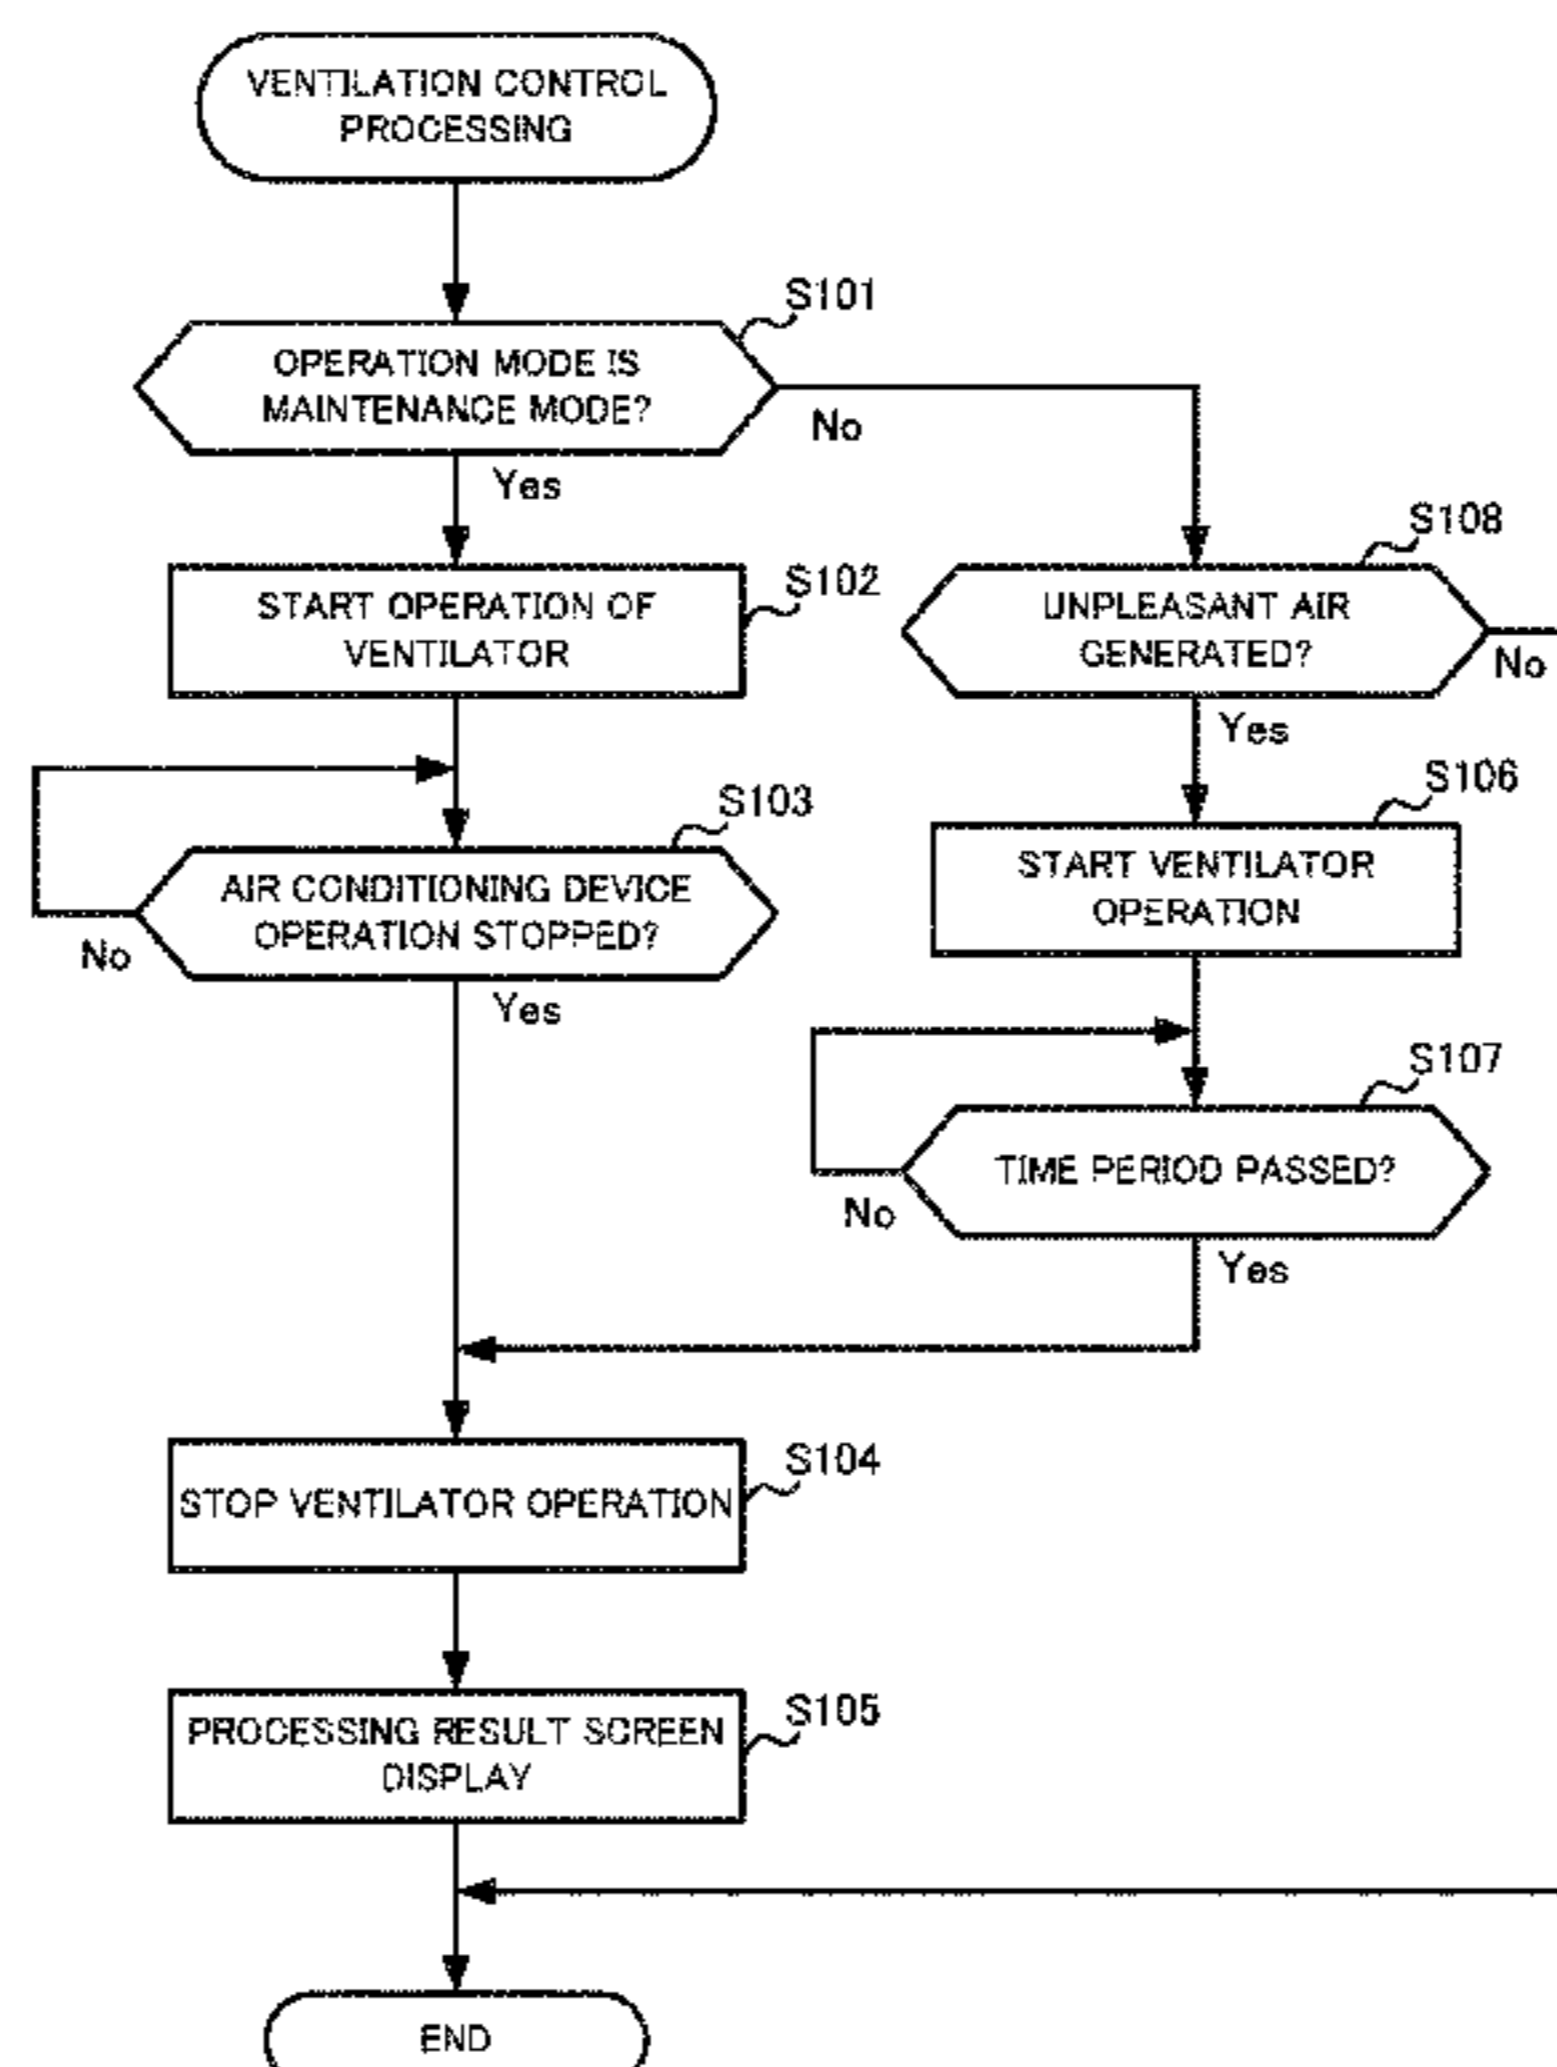 VENTILATION CONTROL
PROCESSING
S101
OPERATION MODE IS
MAINTENANCE MODE?
No
Yes
S108
S102
START OPERATION OF
VENTILATOR
UNPLEASANT AIR
GENERATED?
No
Yes
S106
S103
START VENTILATOR
OPERATION
AIR CONDITIONING DEVICE
OPERATION STOPPED?
No
Yes
S107
TIME PERIOD PASSED?
No
Yes
S104
STOP VENTILATOR OPERATION
S105
PROCESSING RESULT SCREEN
DISPLAY
END